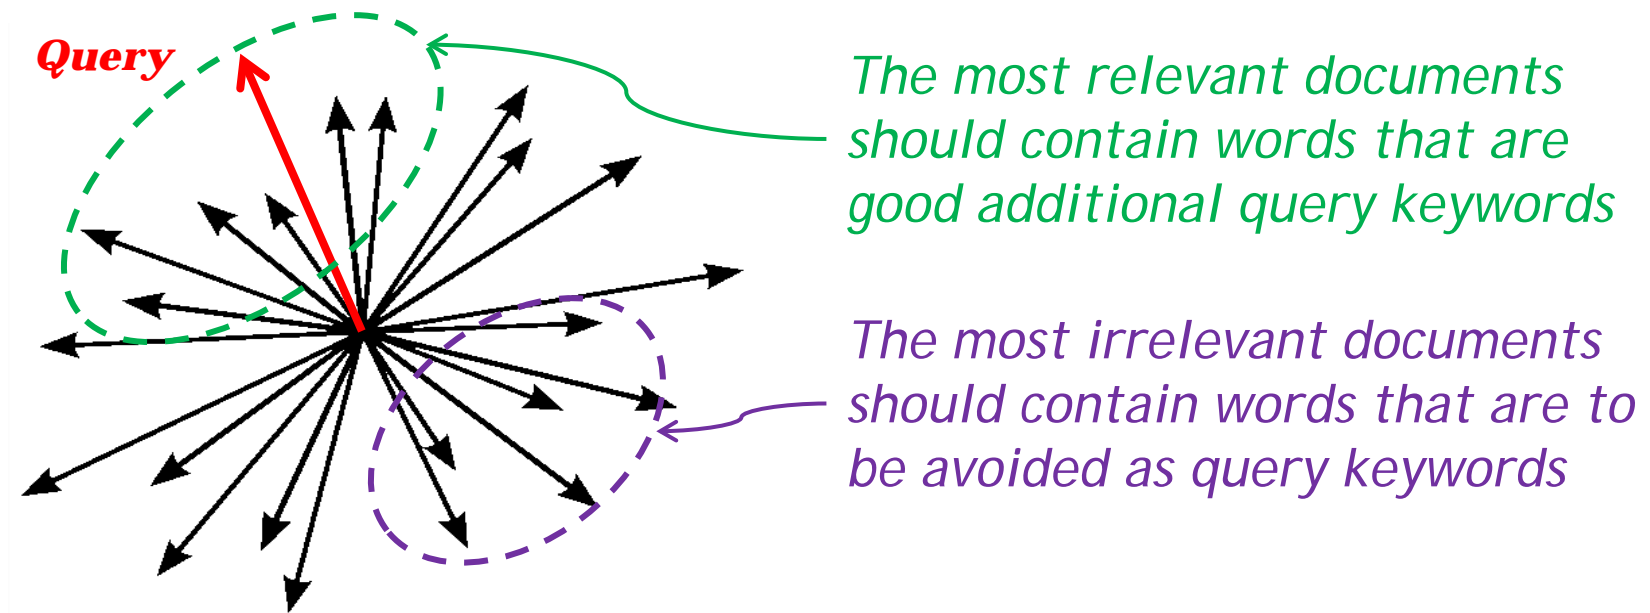 Query
The most relevant documents
should contain words that are
good additional query keywords
The most irrelevant documents
should contain words that are to
be avoided as query keywords